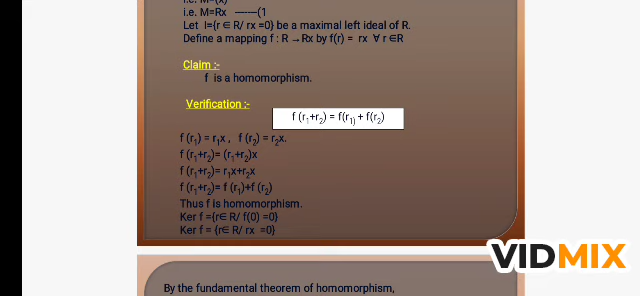 i.e. M=(x)
i.e. M=Rx -------(1
Let I={r ∈ R/ rx =0} be a maximal left ideal of R.
Define a mapping f : R →Rx by f(r) = rx ∀ r ∈R
Claim :-
f is a homomorphism.
Verification :-
f (r₁+r₂) = f(r₁₎ + f(r₂)
f (r₁) = r₁x , f (r₂) = r₂x.
f (r₁+r₂)= (r₁+r₂)x
f (r₁+r₂)= r₁x+r₂x
f (r₁+r₂)= f (r₁)+f (r₂)
Thus f is homomorphism.
Ker f ={r∈ R/ f(0) =0}
Ker f = {r∈ R/ rx =0}
VIDMIX
By the fundamental theorem of homomorphism,